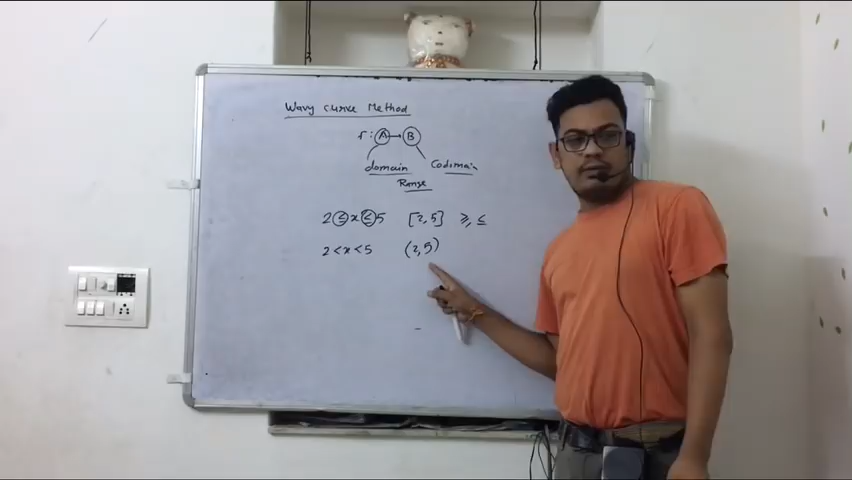 Wavy Curve Method
f: A → B
domain Codomain
Range
2 ≤ x ≤ 5 [2,5] ≥, ≤
2 < x < 5 (2,5)